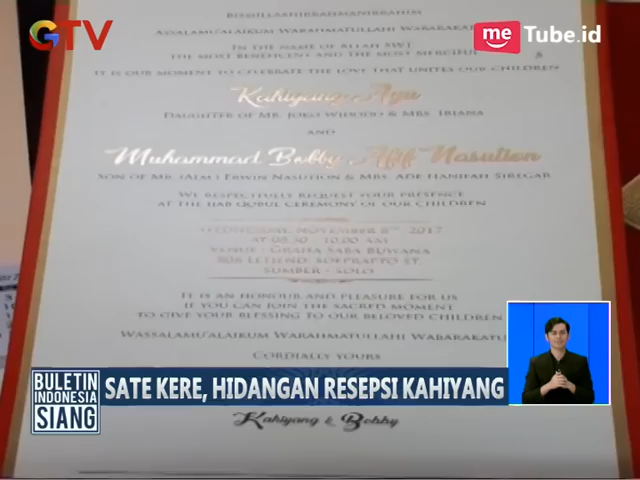 GTV
me Tube.id
BISMILLAAHIRRAHMANIRRAHIM
ASSALAMU'ALAIKUM WARAHMATULLAHI WABARAKATUH
IN THE NAME OF ALLAH SWT
THE MOST BENEFICENT AND THE MOST MERCIFUL
IT IS OUR MOMENT TO CELEBRATE THE LOVE THAT UNITES OUR CHILDREN
Kahiyang Ayu
DAUGHTER OF MR. JOKO WIDODO & MRS. IRIANA
AND
Muhammad Bobby Afif Nasution
SON OF MR. (ALM.) ERWIN NASUTION & MRS. ADE HANIFAH SIREGAR
WE RESPECTFULLY REQUEST YOUR PRESENCE
AT THE IJAB QOBUL CEREMONY OF OUR CHILDREN
WEDNESDAY, NOVEMBER 8TH 2017
AT 08.30 - 10.00 AM
VENUE : GRAHA SABA BUWANA
SUMBER - SOLO
IT IS AN HONOUR AND PLEASURE FOR US
IF YOU CAN JOIN THE SACRED MOMENT
TO GIVE YOUR BLESSING TO OUR BELOVED CHILDREN
WASSALAMU'ALAIKUM WARAHMATULLAHI WABARAKATUH
CORDIALLY YOURS
BULETIN
INDONESIA
SIANG
SATE KERE, HIDANGAN RESEPSI KAHIYANG
Kahiyang & Bobby